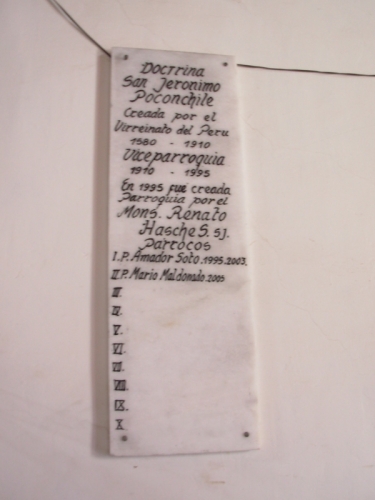 Doctrina
San Jeronimo
Poconchile
Creada por el
Virreinato del Peru
1580 - 1910
Viceparroquia
1910 - 1995
En 1995 fue creada
Parroquia por el
Mons. Renato
Hasche S. sj.
Parrocos
I.P. Amador Soto. 1995.2003.
II.P. Mario Maldonado. 2005
III.
IV.
V.
VI.
VII.
VIII.
IX.
X.